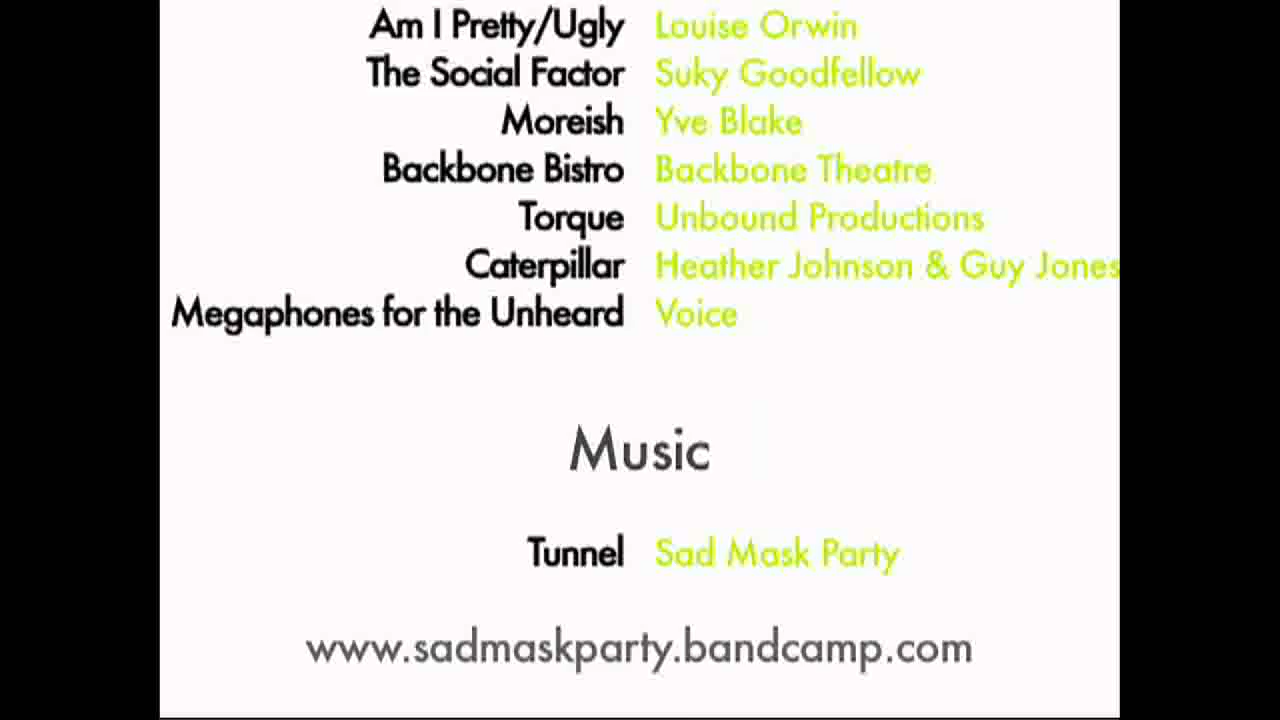 Am I Pretty/Ugly Louise Orwin
The Social Factor Suky Goodfellow
Moreish Yve Blake
Backbone Bistro Backbone Theatre
Torque Unbound Productions
Caterpillar Heather Johnson & Guy Jones
Megaphones for the Unheard Voice
Music
Tunnel Sad Mask Party
www.sadmaskparty.bandcamp.com